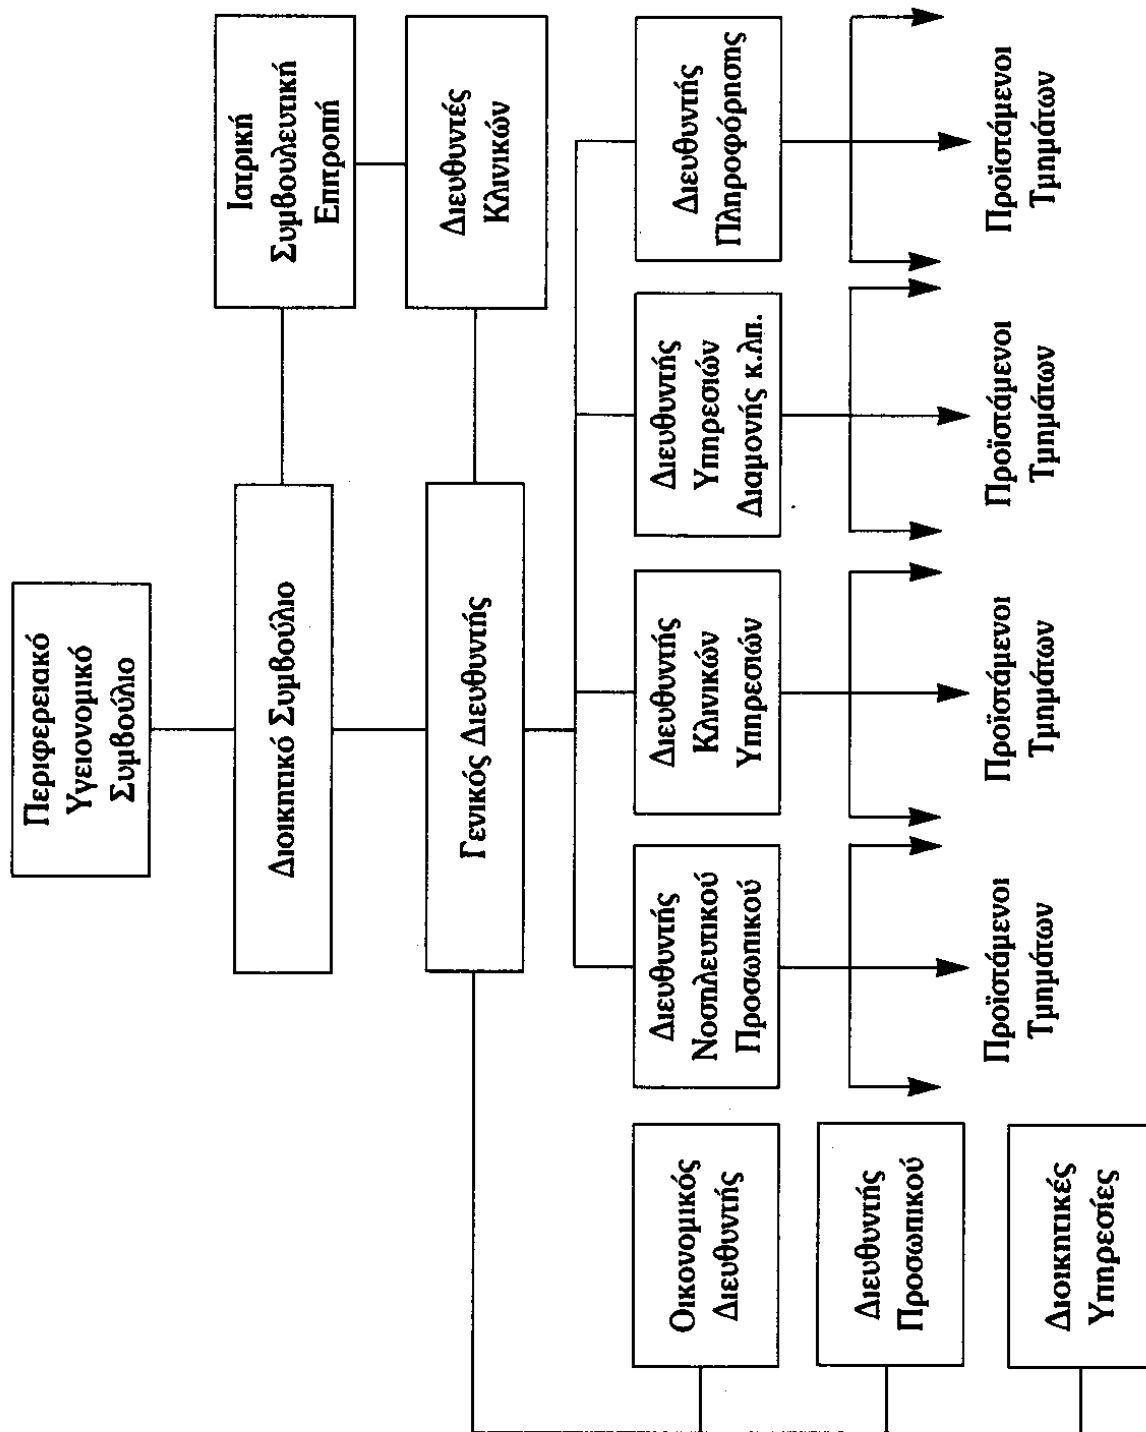 Περιφερειακό
Υγειονομικό
Συμβούλιο
Διοικητικό Συμβούλιο
Ιατρική
Συμβουλευτική
Επιτροπή
Γενικός Διευθυντής
Διευθυντές
Κλινικών
Οικονομικός
Διευθυντής
Διευθυντής
Νοσηλευτικού
Προσωπικού
Διευθυντής
Κλινικών
Υπηρεσιών
Διευθυντής
Υπηρεσιών
Διαμονής κ.λπ.
Διευθυντής
Πληροφόρησης
Διευθυντής
Προσωπικού
Διοικητικές
Υπηρεσίες
Προϊστάμενοι
Τμημάτων
Προϊστάμενοι
Τμημάτων
Προϊστάμενοι
Τμημάτων
Προϊστάμενοι
Τμημάτων